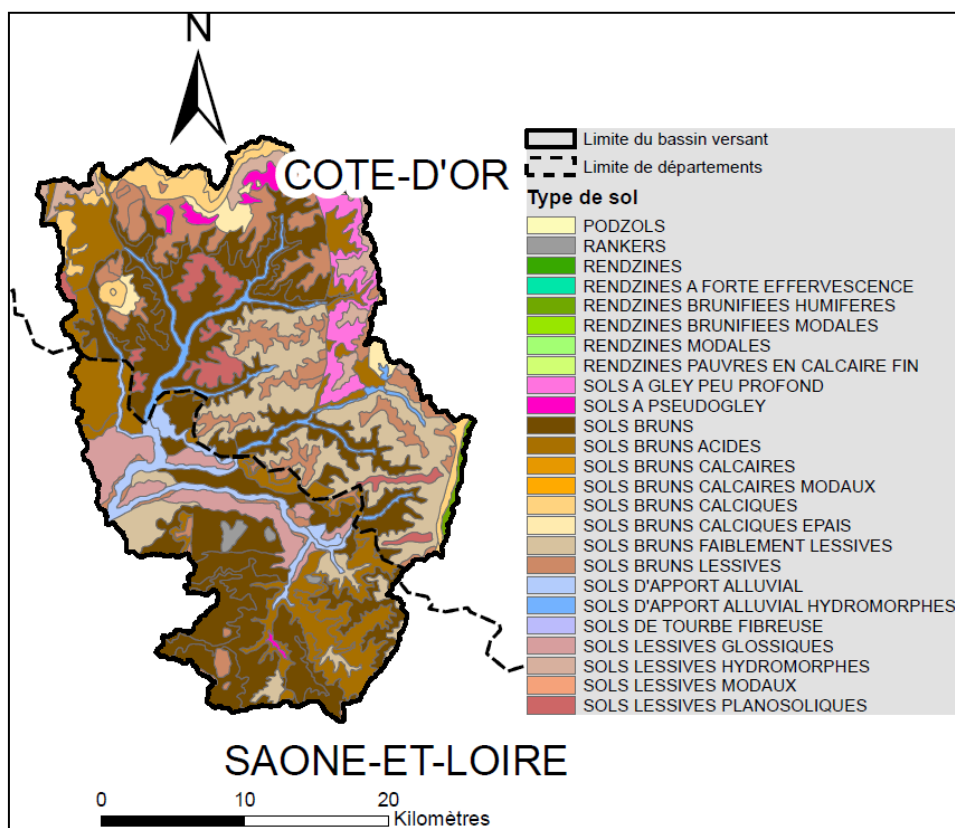 N
COTE-D'OR
Limite du bassin versant
Limite de départements
Type de sol
PODZOLS
RANKERS
RENDZINES
RENDZINES A FORTE EFFERVESCENCE
RENDZINES BRUNIFIEES HUMIFERES
RENDZINES BRUNIFIEES MODALES
RENDZINES MODALES
RENDZINES PAUVRES EN CALCAIRE FIN
SOLS A GLEY PEU PROFOND
SOLS A PSEUDOGLEY
SOLS BRUNS
SOLS BRUNS ACIDES
SOLS BRUNS CALCAIRES
SOLS BRUNS CALCAIRES MODAUX
SOLS BRUNS CALCIQUES
SOLS BRUNS CALCIQUES EPAIS
SOLS BRUNS FAIBLEMENT LESSIVES
SOLS BRUNS LESSIVES
SOLS D'APPORT ALLUVIAL
SOLS D'APPORT ALLUVIAL HYDROMORPHES
SOLS DE TOURBE FIBREUSE
SOLS LESSIVES GLOSSIQUES
SOLS LESSIVES HYDROMORPHES
SOLS LESSIVES MODAUX
SOLS LESSIVES PLANOSOLIQUES
SAONE-ET-LOIRE
0 10 20
Kilomètres